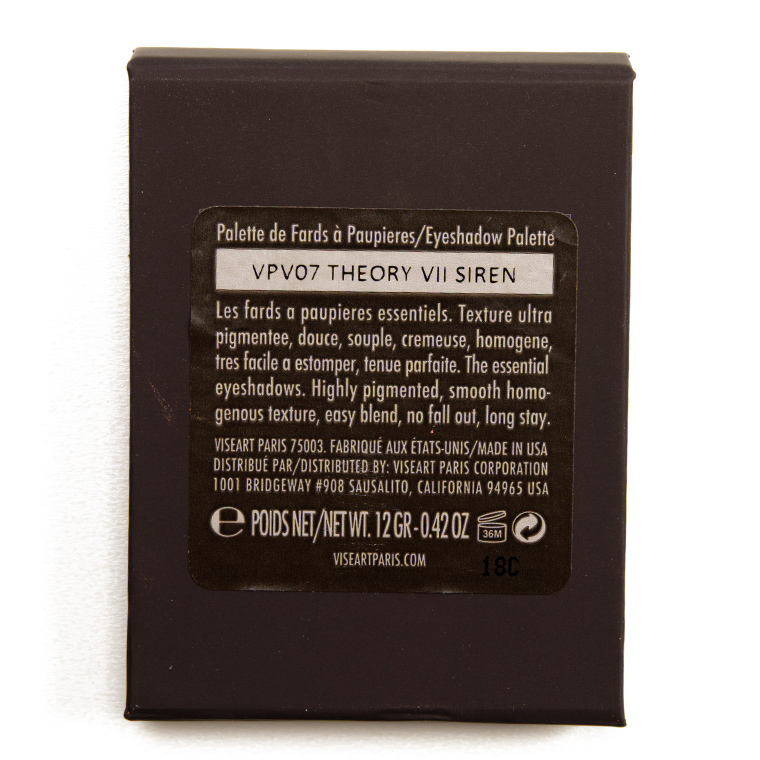 Palette de Fards à Paupieres/Eyeshadow Palette
VPV07 THEORY VII SIREN
Les fards a paupieres essentiels. Texture ultra
pigmentee, douce, souple, cremeuse, homogene,
tres facile a estomper, tenue parfaite. The essential
eyeshadows. Highly pigmented, smooth homo-
genous texture, easy blend, no fall out, long stay.
VISEART PARIS 75003. FABRIQUÉ AUX ÉTATS-UNIS/MADE IN USA
DISTRIBUÉ PAR/DISTRIBUTED BY: VISEART PARIS CORPORATION
1001 BRIDGEWAY #908 SAUSALITO, CALIFORNIA 94965 USA
e POIDS NET/NET WT. 12 GR - 0.42 OZ 36M
VISEARTPARIS.COM
18C